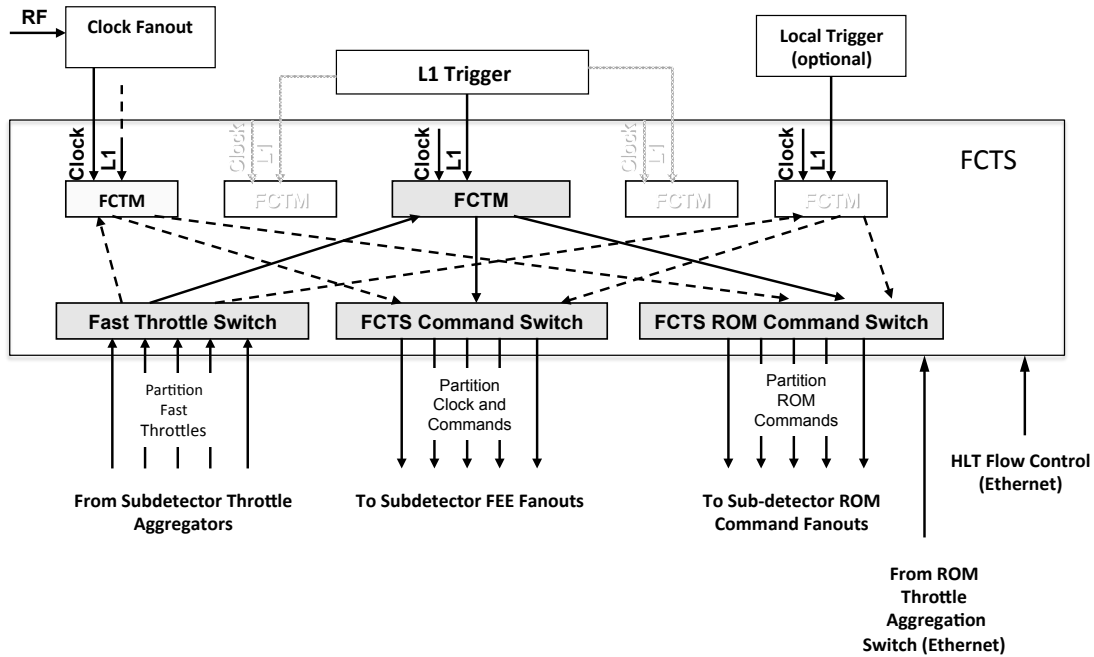 RF
Clock Fanout
L1 Trigger
Local Trigger
(optional)
FCTS
Clock
L1
Clock
L1
Clock
L1
Clock
L1
Clock
L1
FCTM
FCTM
FCTM
FCTM
FCTM
Fast Throttle Switch
FCTS Command Switch
FCTS ROM Command Switch
Partition
Fast
Throttles
Partition
Clock and
Commands
Partition
ROM
Commands
From Subdetector Throttle
Aggregators
To Subdetector FEE Fanouts
To Sub-detector ROM
Command Fanouts
HLT Flow Control
(Ethernet)
From ROM
Throttle
Aggregation
Switch (Ethernet)